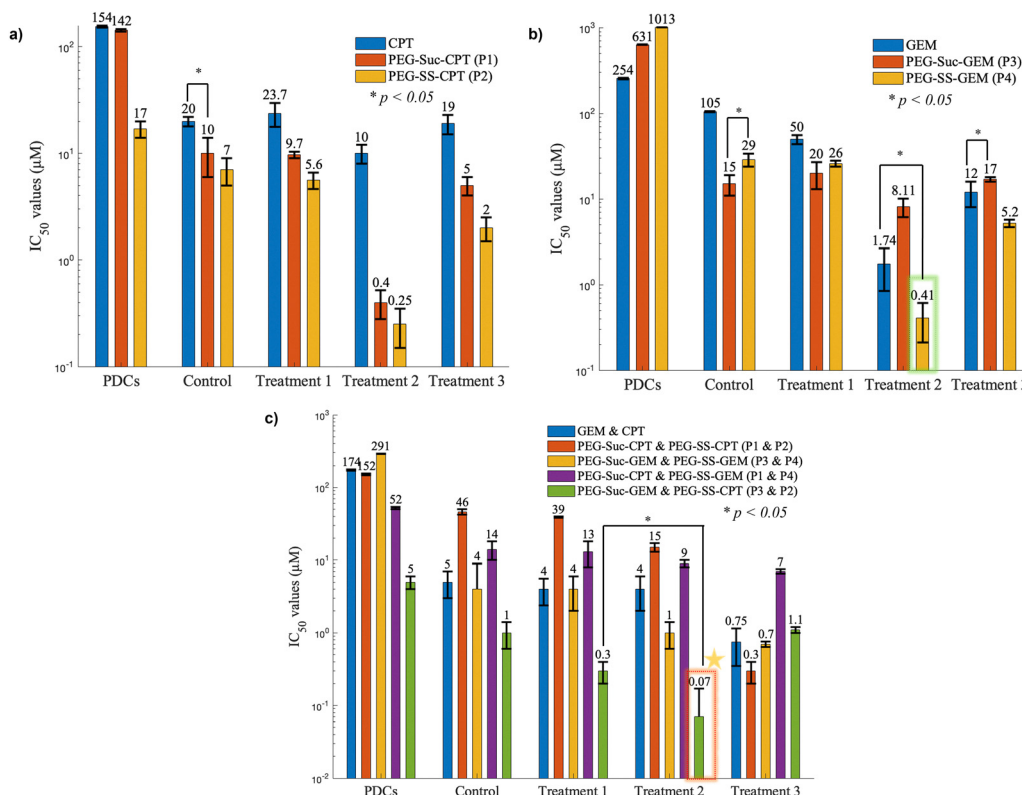 a)
IC50 values (μM)
10^2
10^1
10^0
10^-1
154
142
17
20
*
10
7
23.7
9.7
5.6
10
0.4
0.25
19
5
2
CPT
PEG-Suc-CPT (P1)
PEG-SS-CPT (P2)
* p < 0.05
PDCs
Control
Treatment 1
Treatment 2
Treatment 3
b)
IC50 values (μM)
10^3
10^2
10^1
10^0
10^-1
254
631
1013
105
*
15
29
50
20
26
*
1.74
8.11
0.41
*
12
17
5.2
GEM
PEG-Suc-GEM (P3)
PEG-SS-GEM (P4)
* p < 0.05
PDCs
Control
Treatment 1
Treatment 2
Treatment 3
c)
IC50 values (μM)
10^3
10^2
10^1
10^0
10^-1
10^-2
174
152
291
52
5
5
46
4
14
1
4
39
4
13
0.3
*
4
15
1
9
0.07
0.75
0.3
0.7
7
1.1
GEM & CPT
PEG-Suc-CPT & PEG-SS-CPT (P1 & P2)
PEG-Suc-GEM & PEG-SS-GEM (P3 & P4)
PEG-Suc-CPT & PEG-SS-GEM (P1 & P4)
PEG-Suc-GEM & PEG-SS-CPT (P3 & P2)
* p < 0.05
PDCs
Control
Treatment 1
Treatment 2
Treatment 3